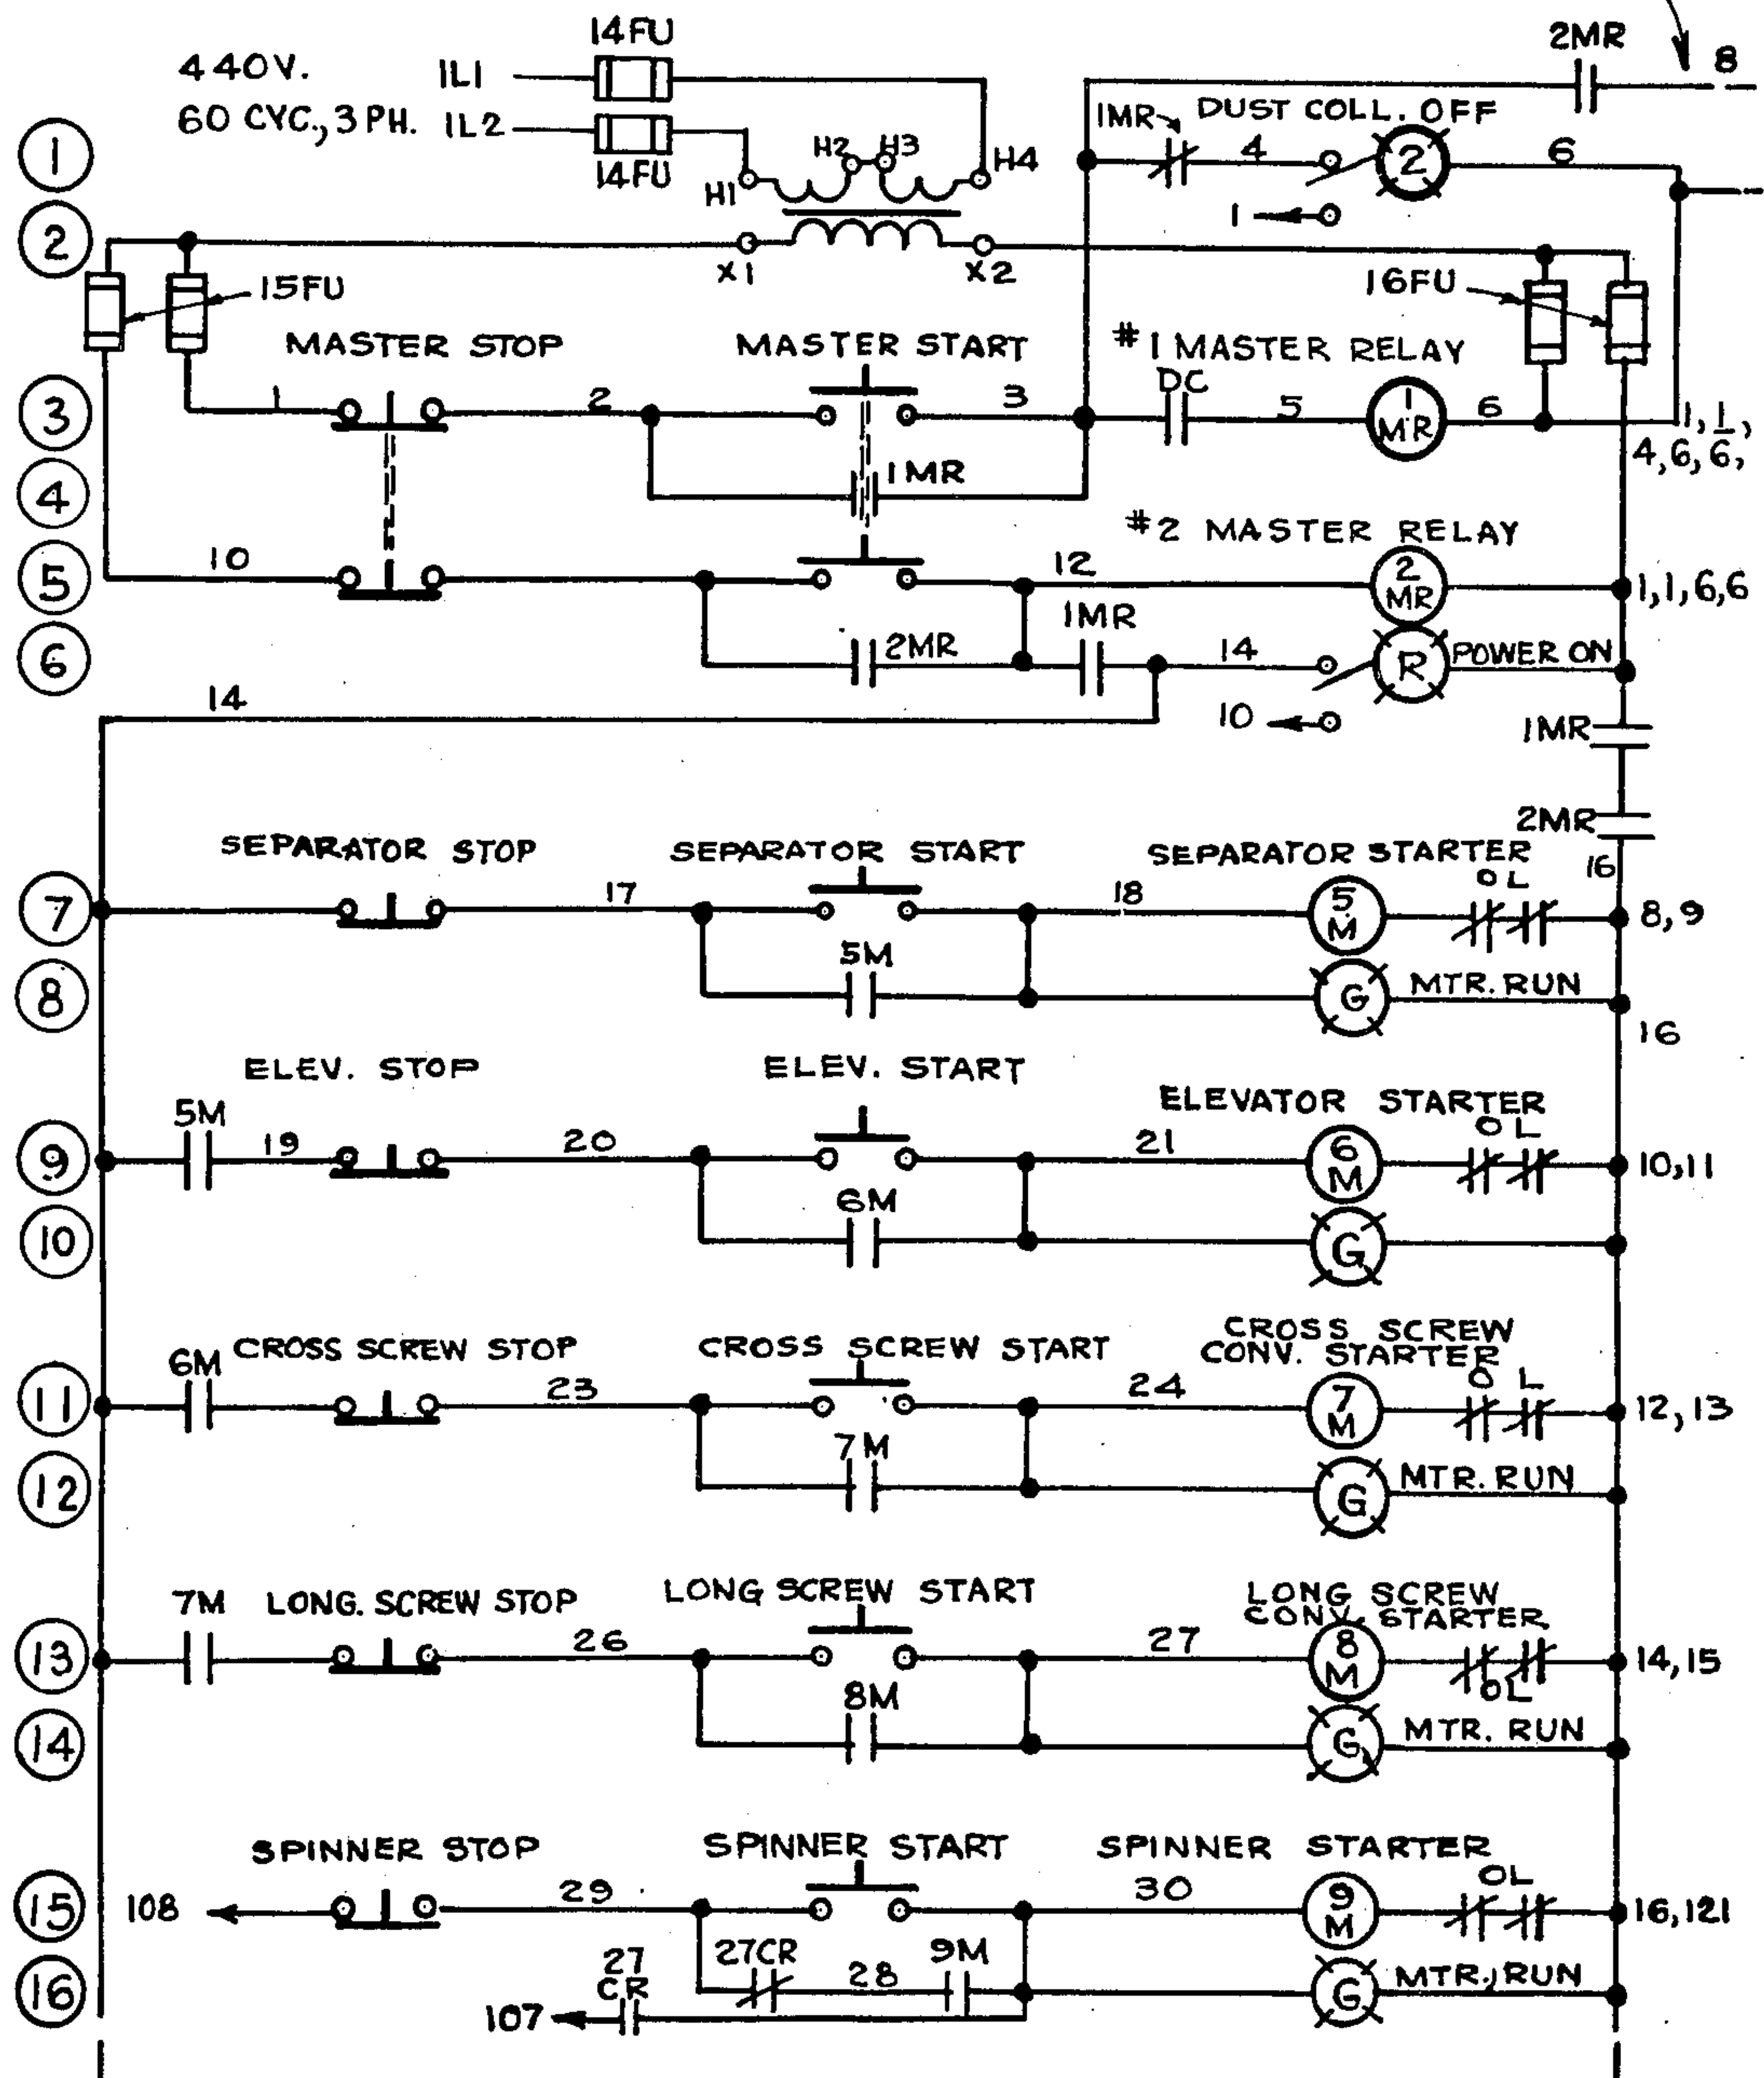 14FU
2MR
8
440V. 1L1
60 CYC., 3 PH. 1L2
14FU
H1 H2 H3 H4
1MR DUST COLL. OFF
4 2 6
1
1
2
X1 X2
15FU
16FU
MASTER STOP MASTER START #1 MASTER RELAY
DC
3 1 2 3 5 1 MR 6 1, 1,
4, 6, 6,
4 1MR
#2 MASTER RELAY
5 10 12 2 MR 1, 1, 6, 6
6 2MR 1MR 14 R POWER ON
14
10
1MR
2MR
16
SEPARATOR STOP SEPARATOR START SEPARATOR STARTER
OL
7 17 18 5 M 8, 9
8 5M G MTR. RUN
16
ELEV. STOP ELEV. START ELEVATOR STARTER
OL
9 5M 19 20 21 6 M 10, 11
10 6M G
CROSS SCREW STOP CROSS SCREW START CROSS SCREW
CONV. STARTER
OL
11 6M 23 24 7 M 12, 13
12 7M G MTR. RUN
LONG. SCREW STOP LONG SCREW START LONG SCREW
CONV. STARTER
13 7M 26 27 8 M 14, 15
OL
14 8M G MTR. RUN
SPINNER STOP SPINNER START SPINNER STARTER
OL
15 108 29 30 9 M 16, 121
16 27CR 28 9M G MTR. RUN
27
CR
107